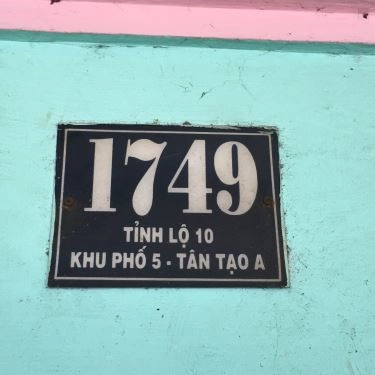 1749
TỈNH LỘ 10
KHU PHỐ 5 - TÂN TẠO A